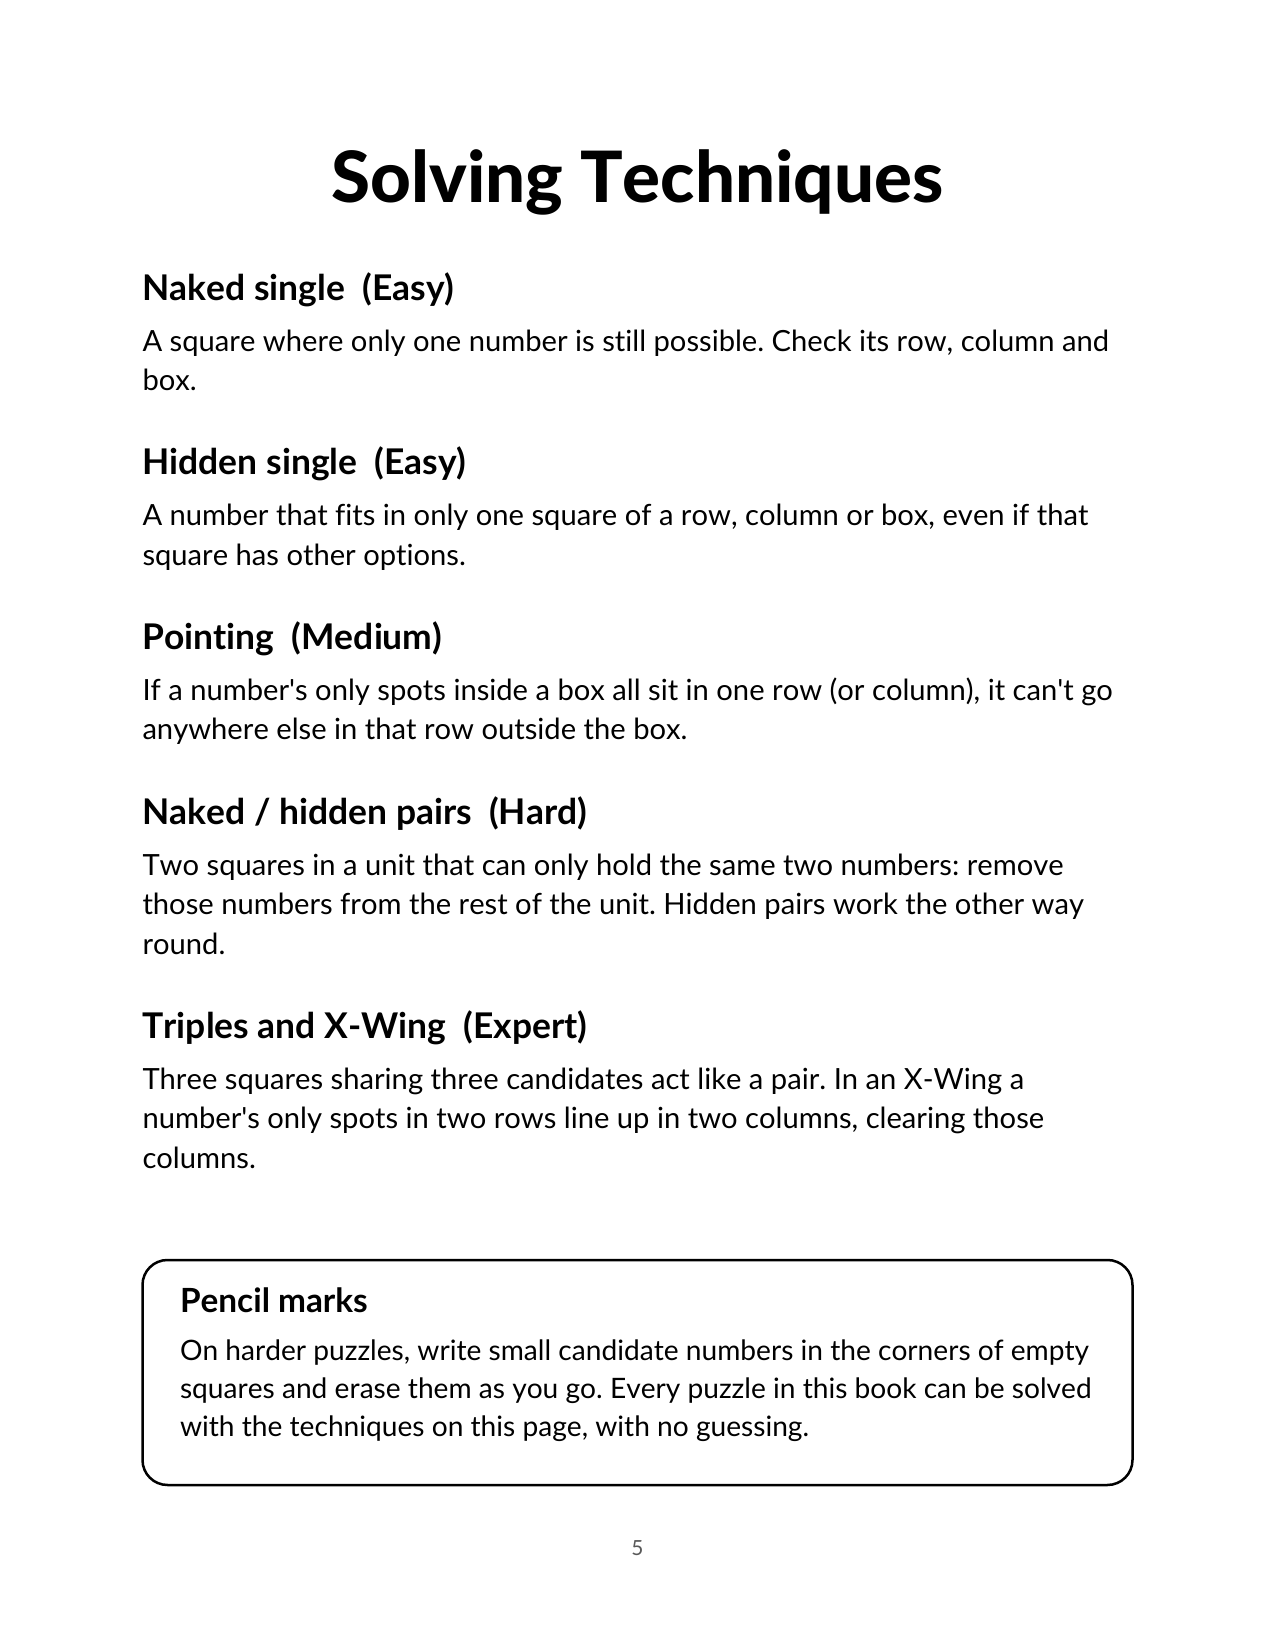 Solving Techniques
Naked single (Easy)
A square where only one number is still possible. Check its row, column and
box.
Hidden single (Easy)
A number that fits in only one square of a row, column or box, even if that
square has other options.
Pointing (Medium)
If a number's only spots inside a box all sit in one row (or column), it can't go
anywhere else in that row outside the box.
Naked / hidden pairs (Hard)
Two squares in a unit that can only hold the same two numbers: remove
those numbers from the rest of the unit. Hidden pairs work the other way
round.
Triples and X-Wing (Expert)
Three squares sharing three candidates act like a pair. In an X-Wing a
number's only spots in two rows line up in two columns, clearing those
columns.
Pencil marks
On harder puzzles, write small candidate numbers in the corners of empty
squares and erase them as you go. Every puzzle in this book can be solved
with the techniques on this page, with no guessing.
5